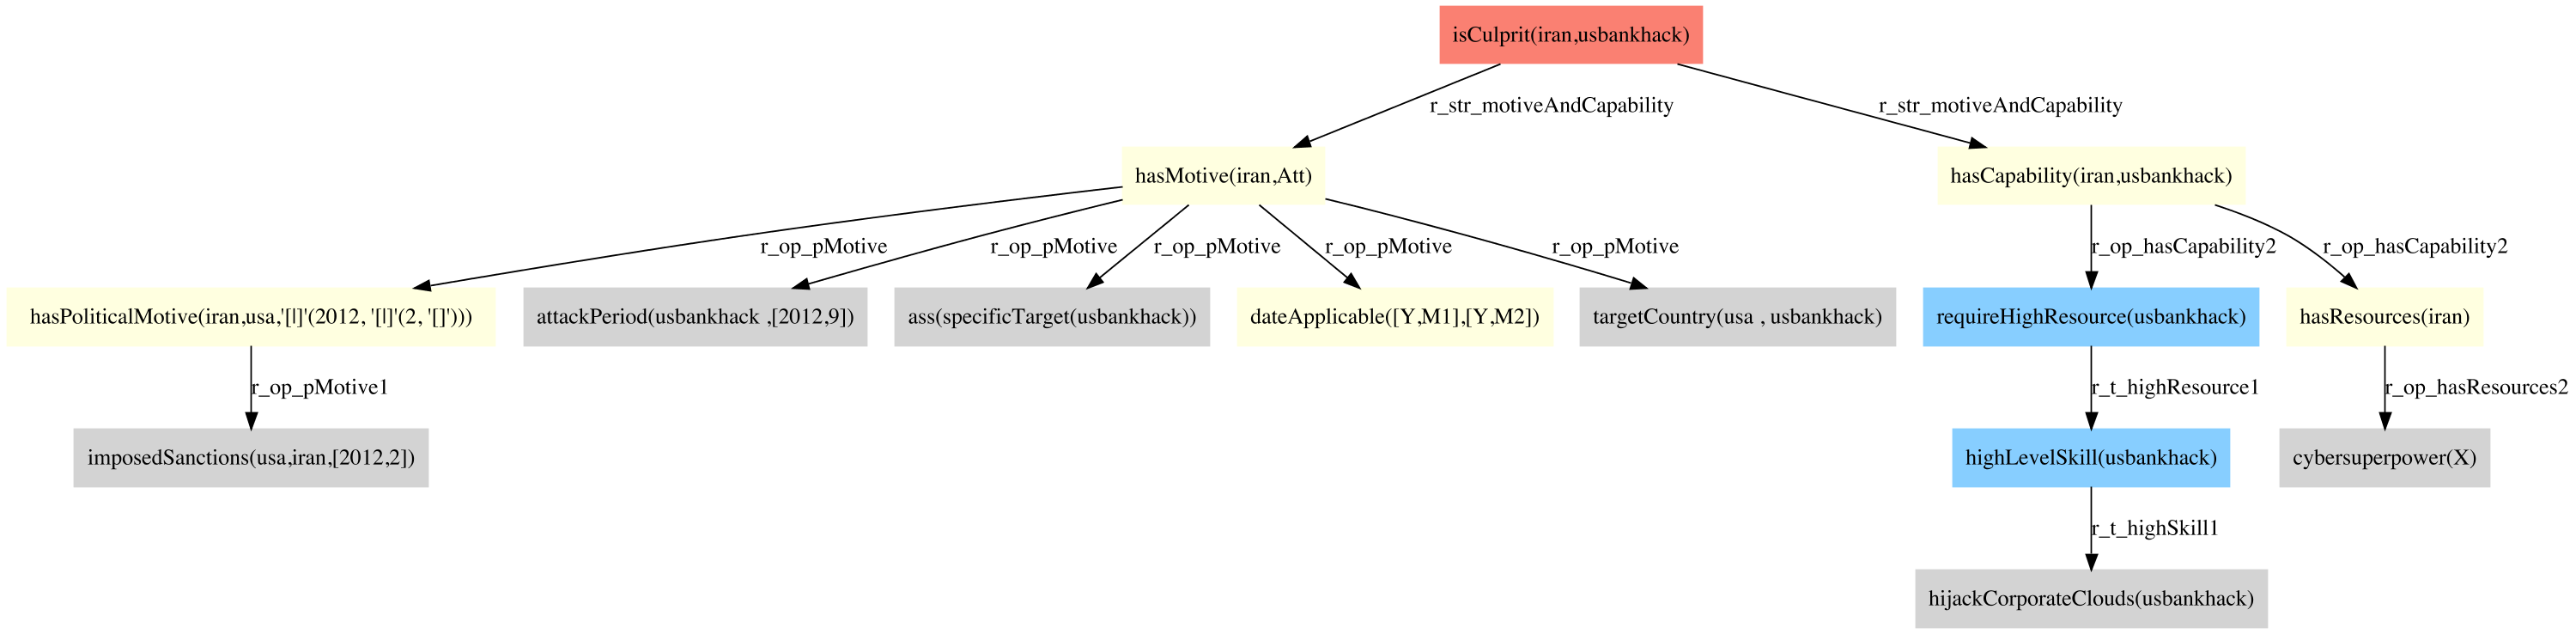 isCulprit(iran,usbankhack)
r_str_motiveAndCapability
r_str_motiveAndCapability
hasMotive(iran,Att)
hasCapability(iran,usbankhack)
r_op_pMotive
r_op_pMotive
r_op_pMotive
r_op_pMotive
r_op_pMotive
r_op_hasCapability2
r_op_hasCapability2
hasPoliticalMotive(iran,usa,'[|]'(2012, '[|]'(2, '[]')))
attackPeriod(usbankhack ,[2012,9])
ass(specificTarget(usbankhack))
dateApplicable([Y,M1],[Y,M2])
targetCountry(usa , usbankhack)
requireHighResource(usbankhack)
hasResources(iran)
r_op_pMotive1
r_t_highResource1
r_op_hasResources2
imposedSanctions(usa,iran,[2012,2])
highLevelSkill(usbankhack)
cybersuperpower(X)
r_t_highSkill1
hijackCorporateClouds(usbankhack)